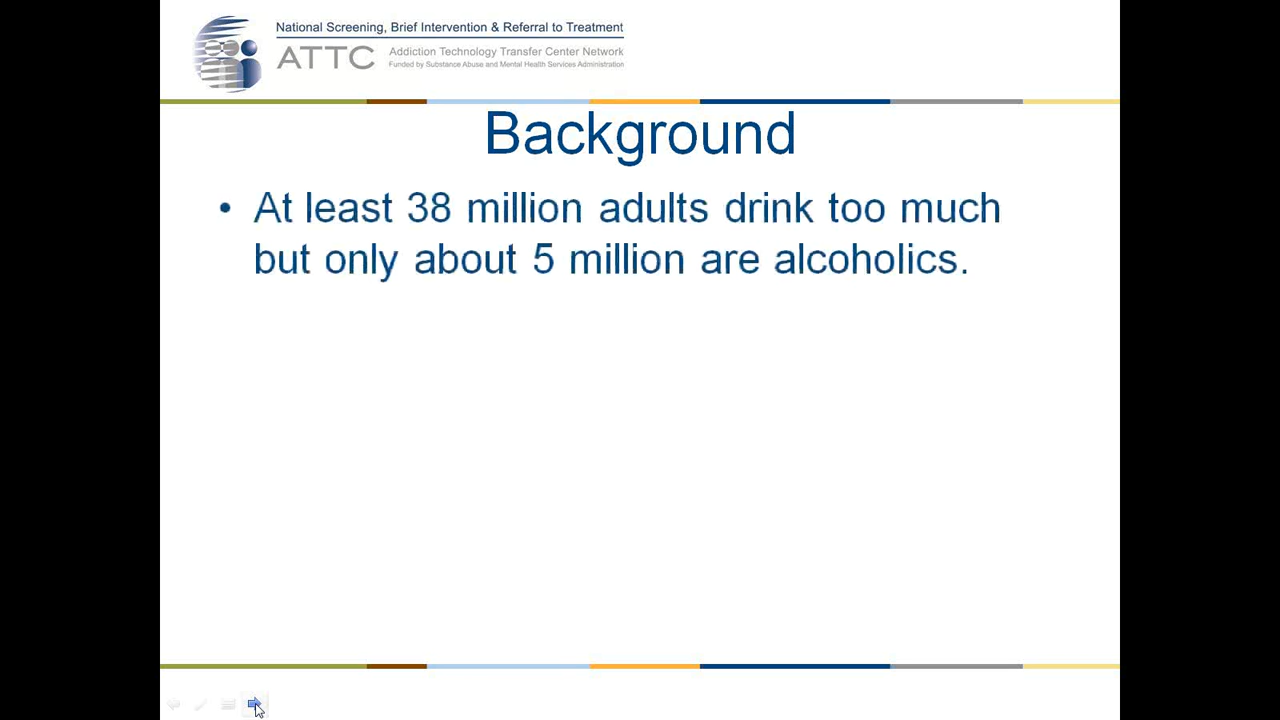 National Screening, Brief Intervention & Referral to Treatment
ATTC
Addiction Technology Transfer Center Network
Funded by Substance Abuse and Mental Health Services Administration
Background
• At least 38 million adults drink too much
but only about 5 million are alcoholics.